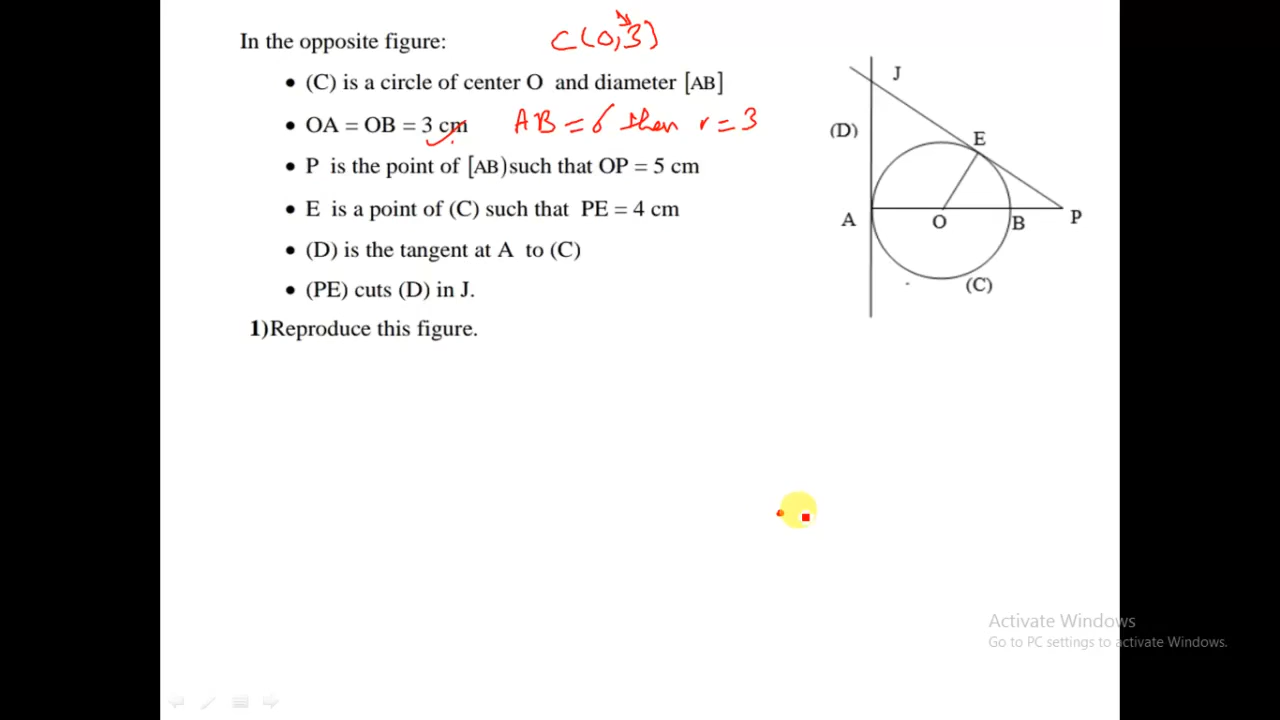 In the opposite figure:
C(O,3)
• (C) is a circle of center O and diameter [AB]
• OA = OB = 3 cm AB = 6 then r = 3
• P is the point of [AB) such that OP = 5 cm
• E is a point of (C) such that PE = 4 cm
• (D) is the tangent at A to (C)
• (PE) cuts (D) in J.
1)Reproduce this figure.
J
(D)
E
A
O
B
P
(C)
Activate Windows
Go to PC settings to activate Windows.